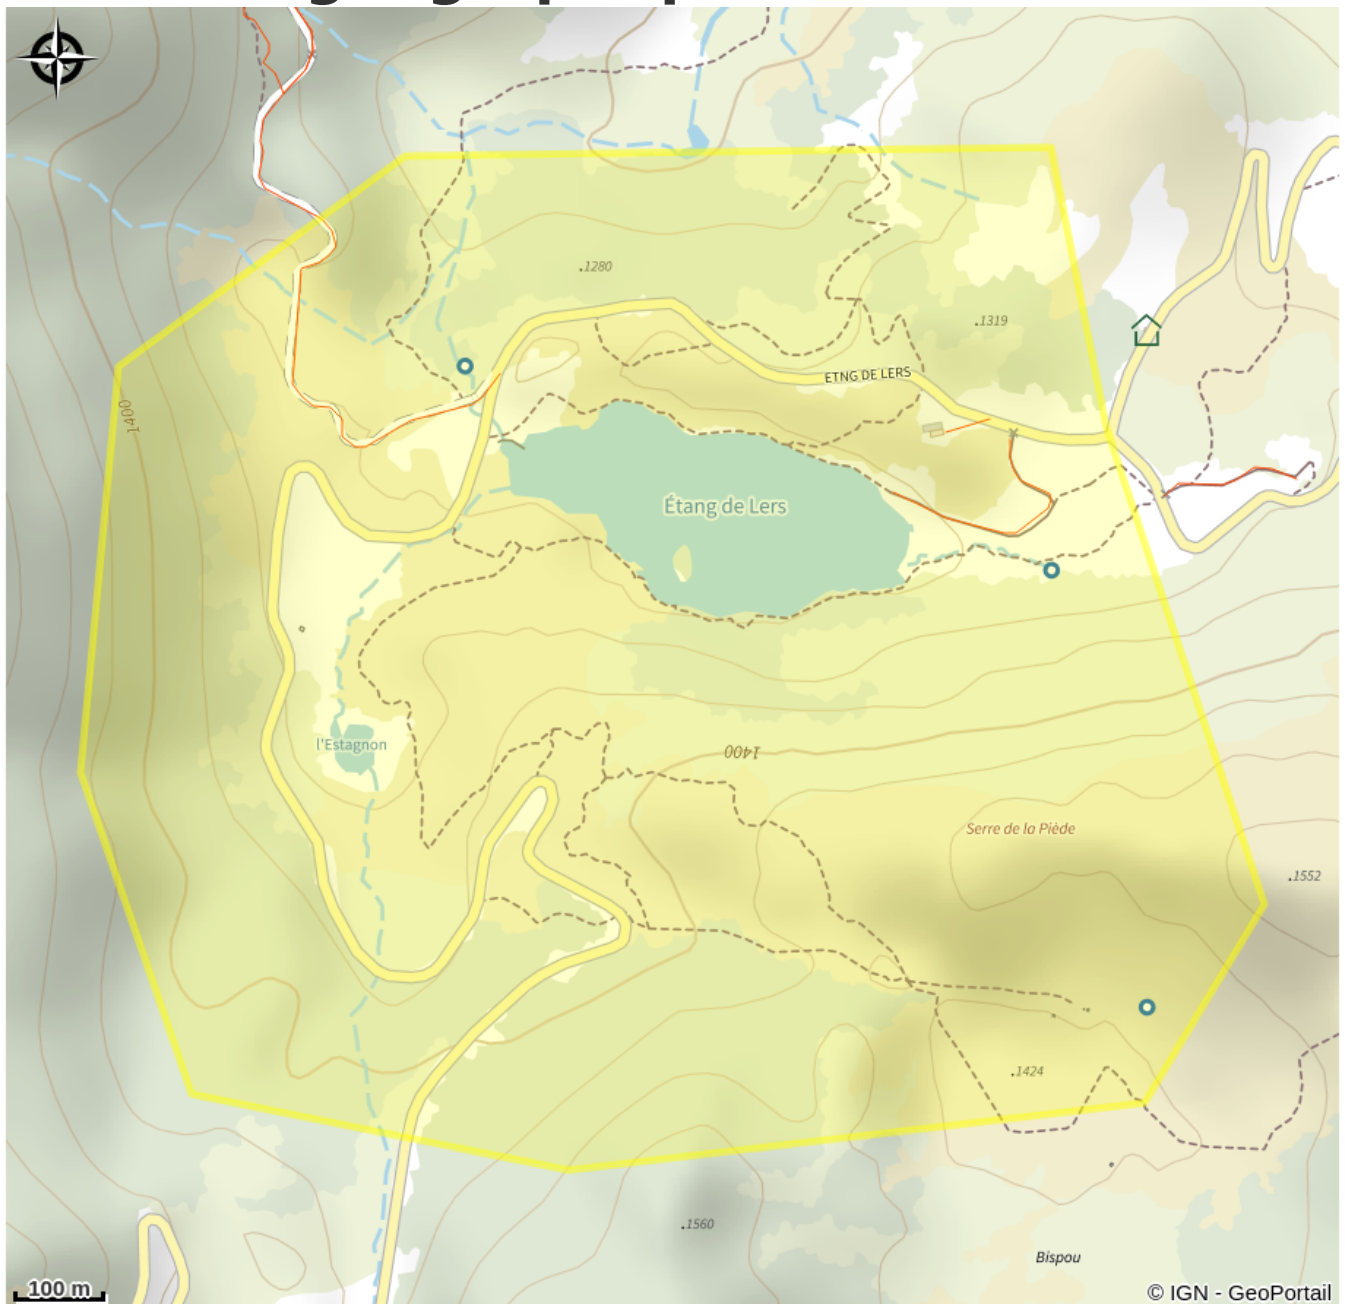 .1280
.1319
ETNG DE LERS
1400
Étang de Lers
l'Estagnon
1400
Serre de la Piède
.1552
.1424
.1560
Bispou
100 m
© IGN - GeoPortail